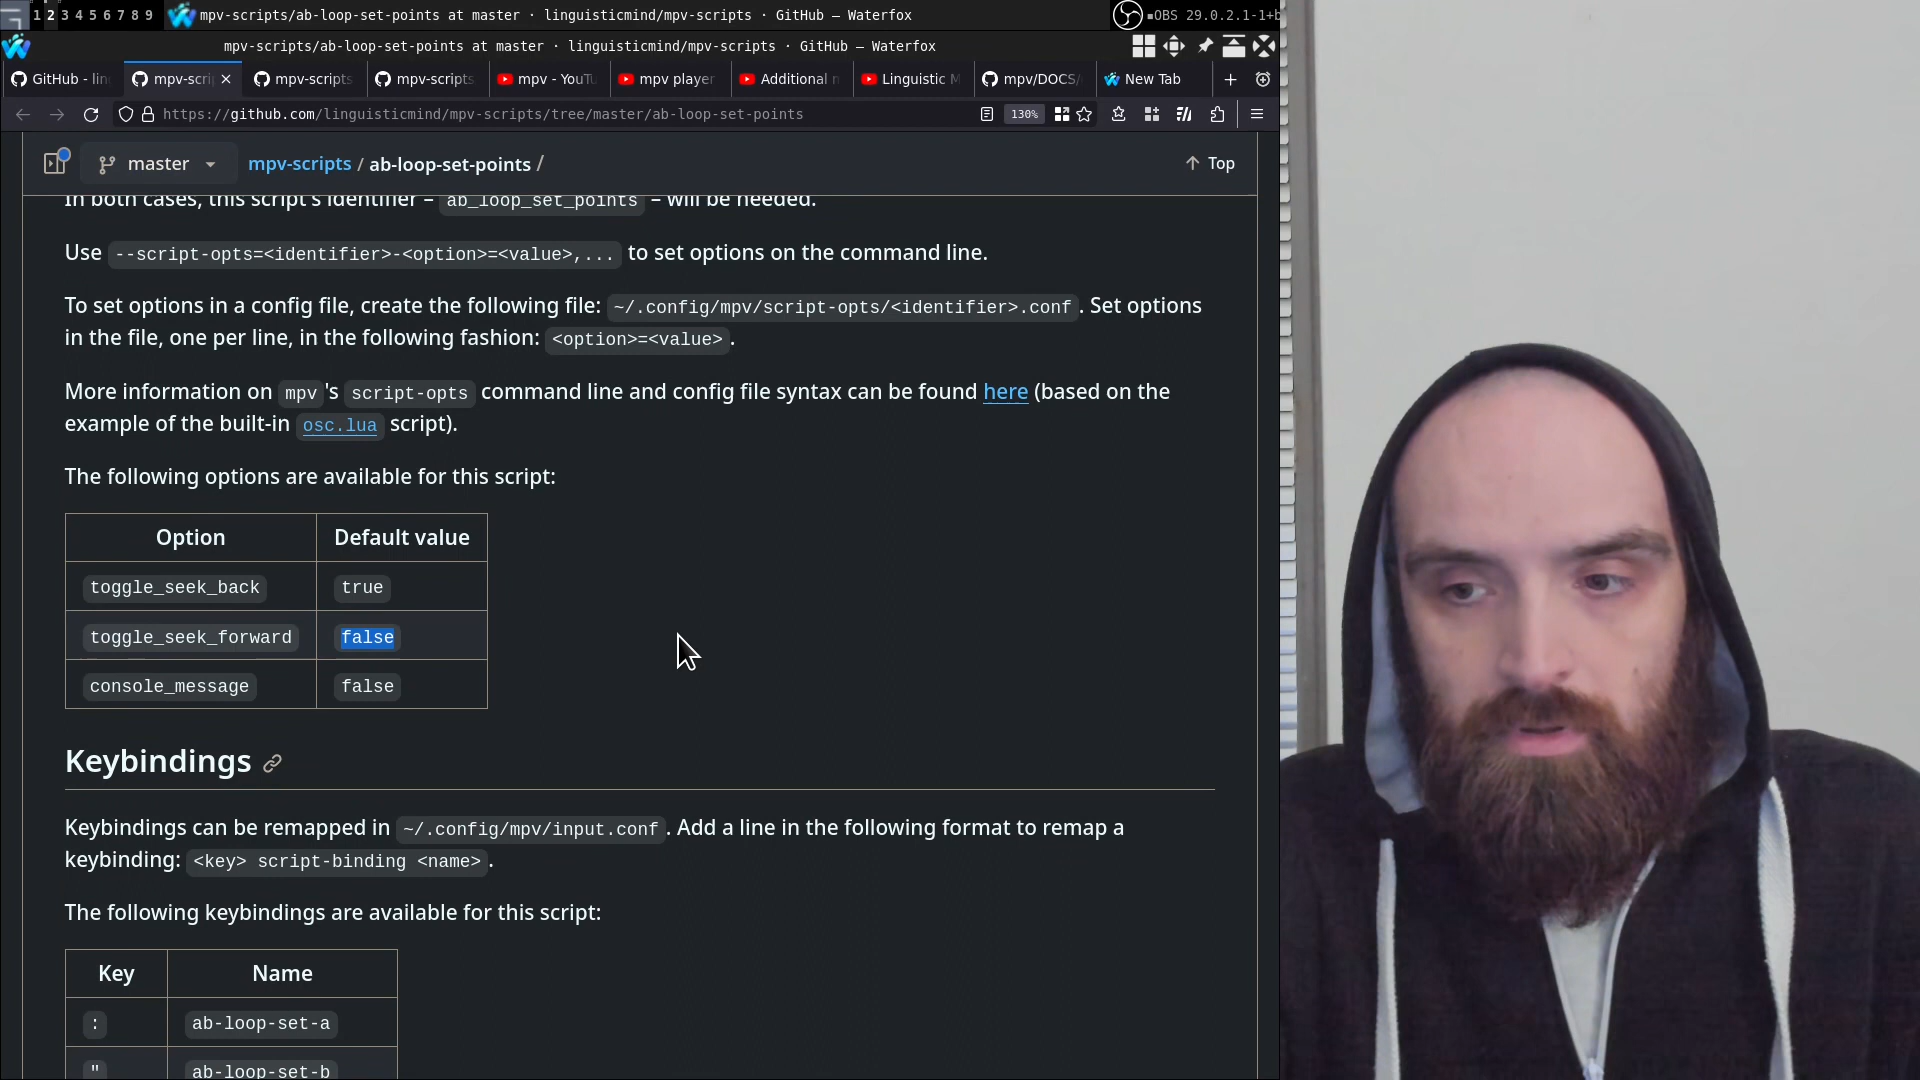 1 2 3 4 5 6 7 8 9 mpv-scripts/ab-loop-set-points at master · linguisticmind/mpv-scripts · GitHub — Waterfox OBS 29.0.2.1-1+b
mpv-scripts/ab-loop-set-points at master · linguisticmind/mpv-scripts · GitHub — Waterfox
GitHub - lin mpv-scri mpv-scripts mpv-scripts mpv - YouTu mpv player Additional n Linguistic M mpv/DOCS/ New Tab
https://github.com/linguisticmind/mpv-scripts/tree/master/ab-loop-set-points 130%
master mpv-scripts / ab-loop-set-points / Top
In both cases, this script's identifier – ab_loop_set_points – will be needed.
Use --script-opts=<identifier>-<option>=<value>,... to set options on the command line.
To set options in a config file, create the following file: ~/.config/mpv/script-opts/<identifier>.conf. Set options
in the file, one per line, in the following fashion: <option>=<value>.
More information on mpv's script-opts command line and config file syntax can be found here (based on the
example of the built-in osc.lua script).
The following options are available for this script:
Option Default value
toggle_seek_back true
toggle_seek_forward false
console_message false
Keybindings
Keybindings can be remapped in ~/.config/mpv/input.conf. Add a line in the following format to remap a
keybinding: <key> script-binding <name>.
The following keybindings are available for this script:
Key Name
: ab-loop-set-a
" ab-loop-set-b